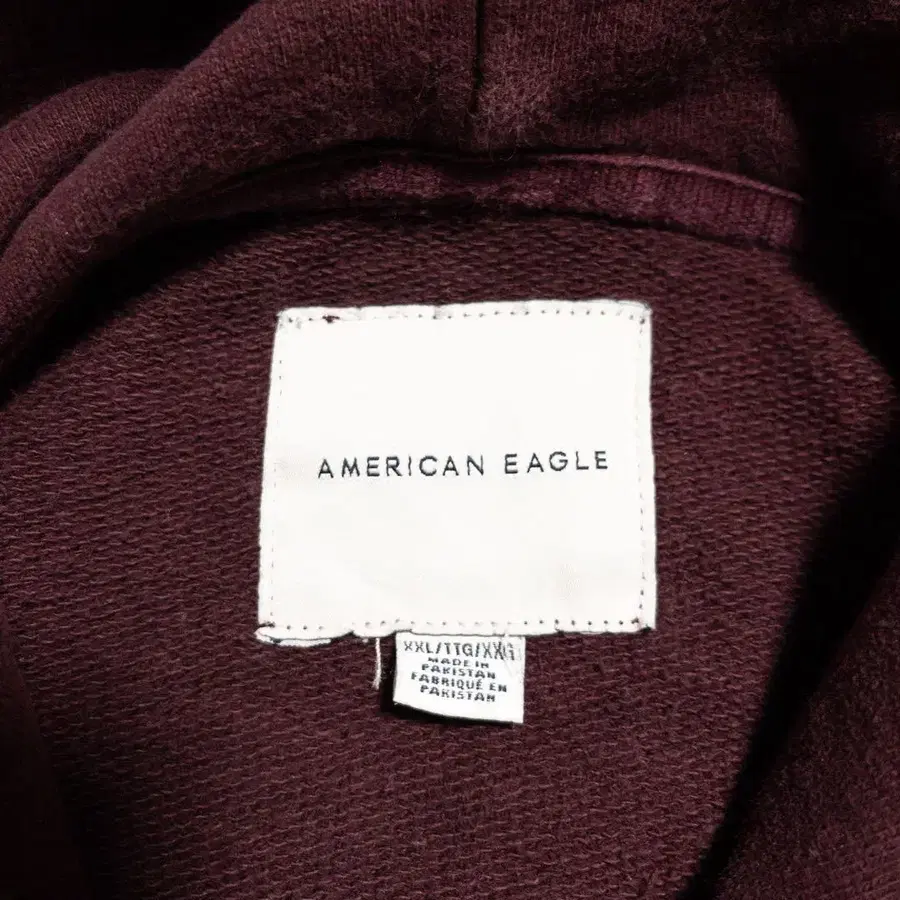 AMERICAN EAGLE
XXL/TTG/XXG
MADE IN
PAKISTAN
FABRIQUÉ EN
PAKISTAN